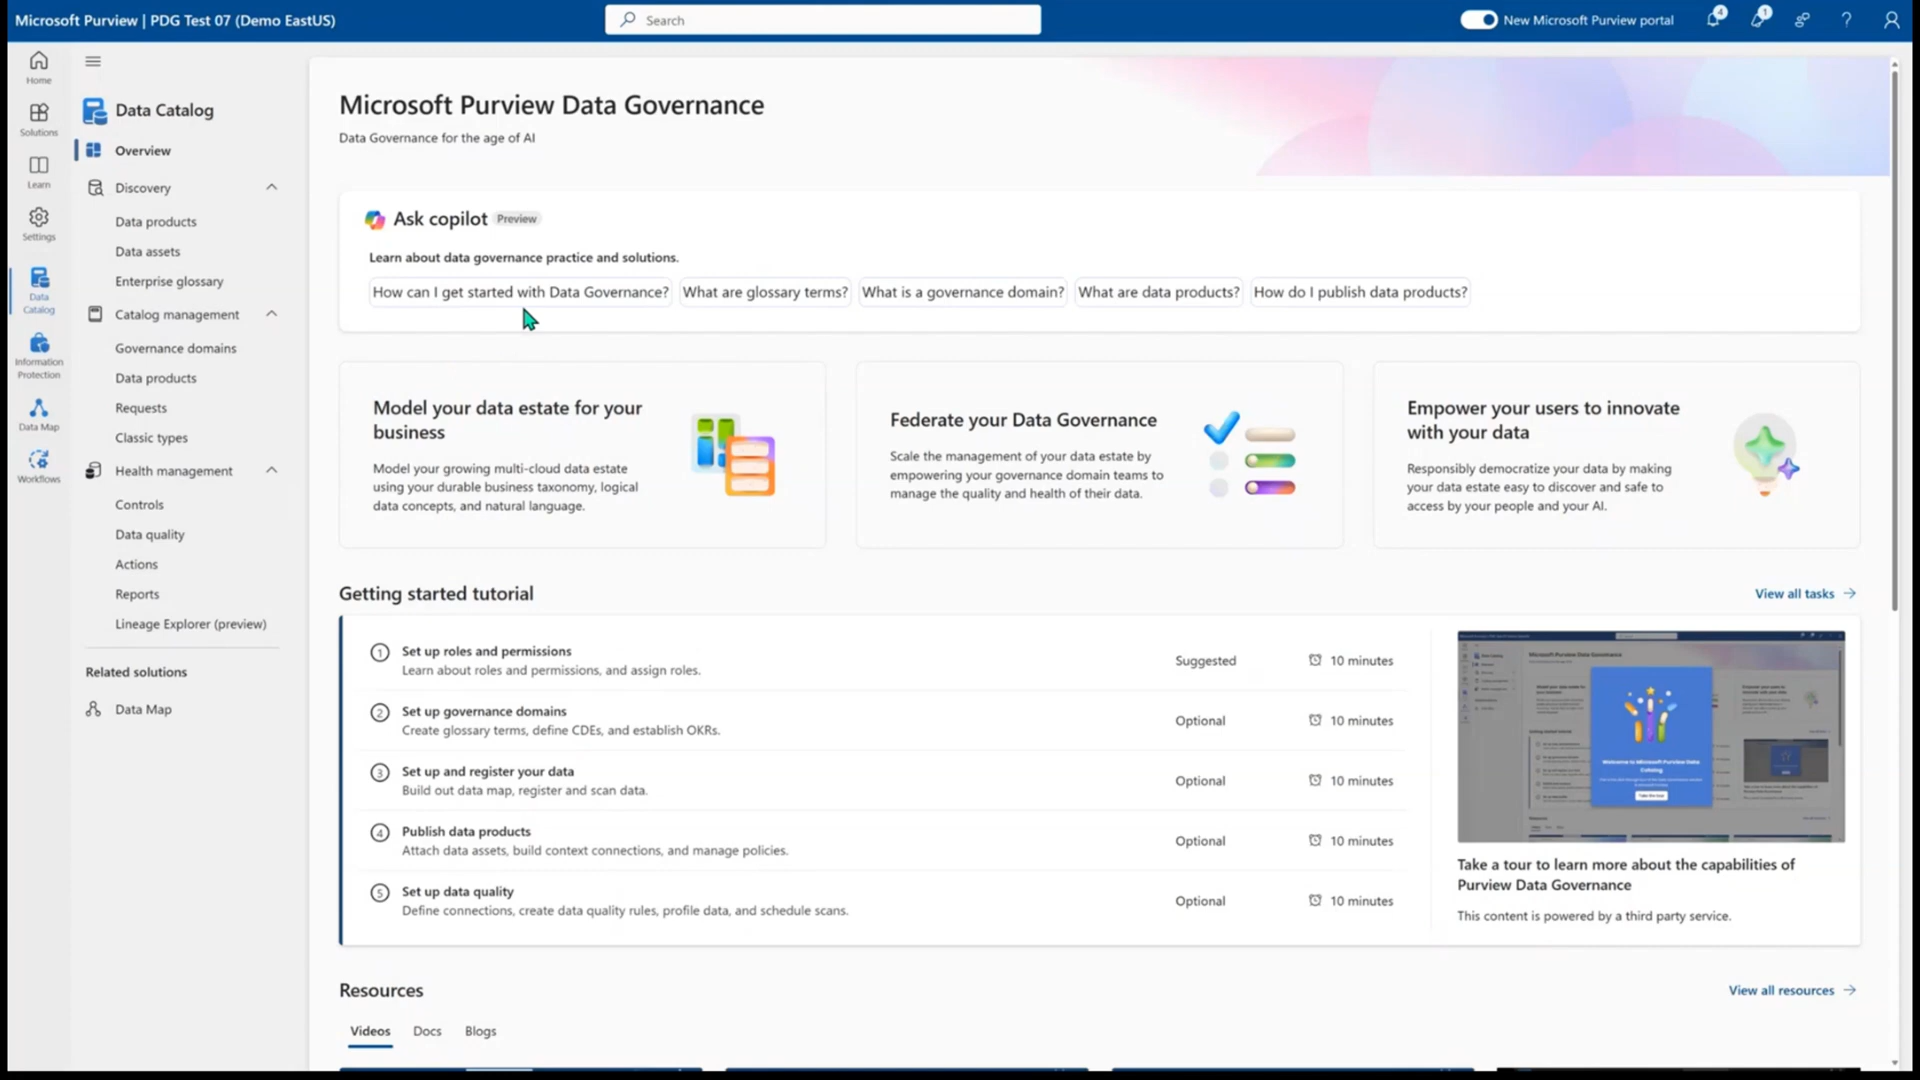 Microsoft Purview | PDG Test 07 (Demo EastUS)
Search
New Microsoft Purview portal
4
1
Home
Solutions
Learn
Settings
Data
Catalog
Information
Protection
Data Map
Workflows
Data Catalog
Overview
Discovery
Data products
Data assets
Enterprise glossary
Catalog management
Governance domains
Data products
Requests
Classic types
Health management
Controls
Data quality
Actions
Reports
Lineage Explorer (preview)
Related solutions
Data Map
Microsoft Purview Data Governance
Data Governance for the age of AI
Ask copilot Preview
Learn about data governance practice and solutions.
How can I get started with Data Governance? What are glossary terms? What is a governance domain? What are data products? How do I publish data products?
Model your data estate for your
business
Model your growing multi-cloud data estate
using your durable business taxonomy, logical
data concepts, and natural language.
Federate your Data Governance
Scale the management of your data estate by
empowering your governance domain teams to
manage the quality and health of their data.
Empower your users to innovate
with your data
Responsibly democratize your data by making
your data estate easy to discover and safe to
access by your people and your AI.
Getting started tutorial
View all tasks
1 Set up roles and permissions
Learn about roles and permissions, and assign roles.
Suggested 10 minutes
2 Set up governance domains
Create glossary terms, define CDEs, and establish OKRs.
Optional 10 minutes
3 Set up and register your data
Build out data map, register and scan data.
Optional 10 minutes
4 Publish data products
Attach data assets, build context connections, and manage policies.
Optional 10 minutes
5 Set up data quality
Define connections, create data quality rules, profile data, and schedule scans.
Optional 10 minutes
Welcome to Microsoft Purview Data
Catalog
Take the tour
Take a tour to learn more about the capabilities of
Purview Data Governance
This content is powered by a third party service.
Resources
View all resources
Videos Docs Blogs